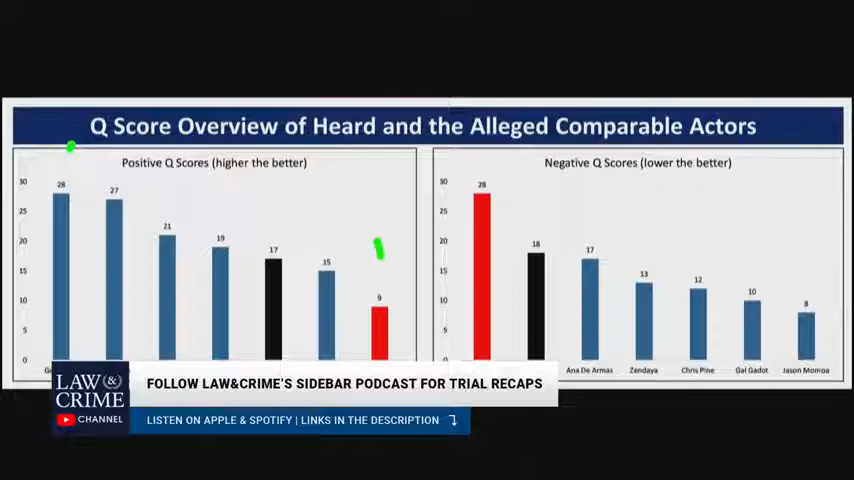 Q Score Overview of Heard and the Alleged Comparable Actors
Positive Q Scores (higher the better)
30
25
20
15
10
5
0
28
27
21
19
17
15
9
Negative Q Scores (lower the better)
30
25
20
15
10
5
0
28
18
17
13
12
10
8
Ana De Armas
Zendaya
Chris Pine
Gal Gadot
Jason Momoa
LAW&
CRIME
CHANNEL
FOLLOW LAW&CRIME'S SIDEBAR PODCAST FOR TRIAL RECAPS
LISTEN ON APPLE & SPOTIFY | LINKS IN THE DESCRIPTION